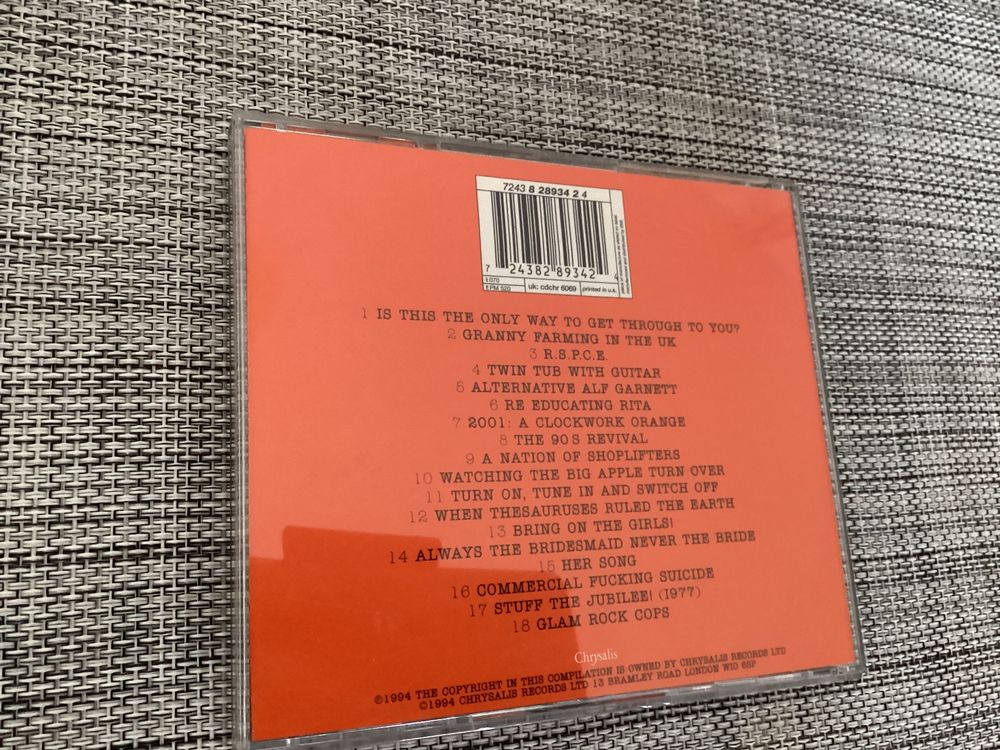 7243 8 28934 2 4
7 24382 89342
uk: cdchr 6069
printed in u.k.
1 IS THIS THE ONLY WAY TO GET THROUGH TO YOU?
2 GRANNY FARMING IN THE UK
3 R.S.P.C.E.
4 TWIN TUB WITH GUITAR
5 ALTERNATIVE ALF GARNETT
6 RE EDUCATING RITA
7 2001: A CLOCKWORK ORANGE
8 THE 90S REVIVAL
9 A NATION OF SHOPLIFTERS
10 WATCHING THE BIG APPLE TURN OVER
11 TURN ON, TUNE IN AND SWITCH OFF
12 WHEN THESAURUSES RULED THE EARTH
13 BRING ON THE GIRLS!
14 ALWAYS THE BRIDESMAID NEVER THE BRIDE
15 HER SONG
16 COMMERCIAL FUCKING SUICIDE
17 STUFF THE JUBILEE! (1977)
18 GLAM ROCK COPS
Chrysalis
℗1994 THE COPYRIGHT IN THIS COMPILATION IS OWNED BY CHRYSALIS RECORDS LTD
©1994 CHRYSALIS RECORDS LTD 13 BRAMLEY ROAD LONDON W10 6SP